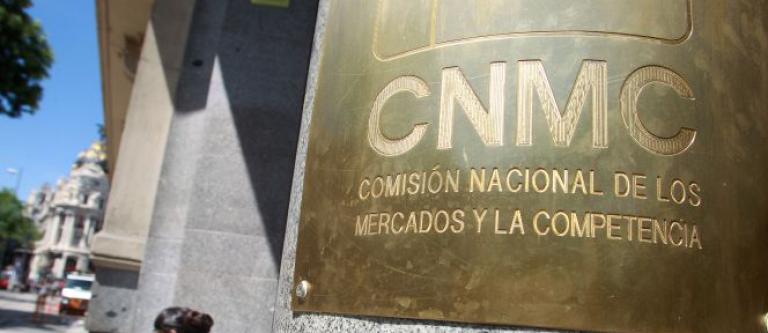 CNMC
COMISIÓN NACIONAL DE LOS
MERCADOS Y LA COMPETENCIA